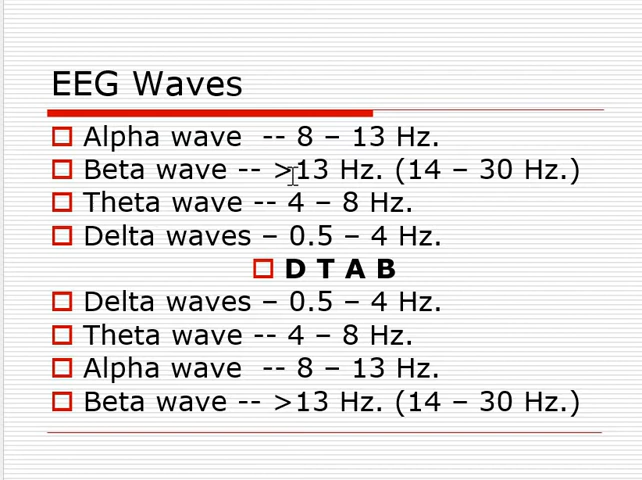 EEG Waves
Alpha wave -- 8 – 13 Hz.
Beta wave -- >13 Hz. (14 – 30 Hz.)
Theta wave -- 4 – 8 Hz.
Delta waves – 0.5 – 4 Hz.
D T A B
Delta waves – 0.5 – 4 Hz.
Theta wave -- 4 – 8 Hz.
Alpha wave -- 8 – 13 Hz.
Beta wave -- >13 Hz. (14 – 30 Hz.)